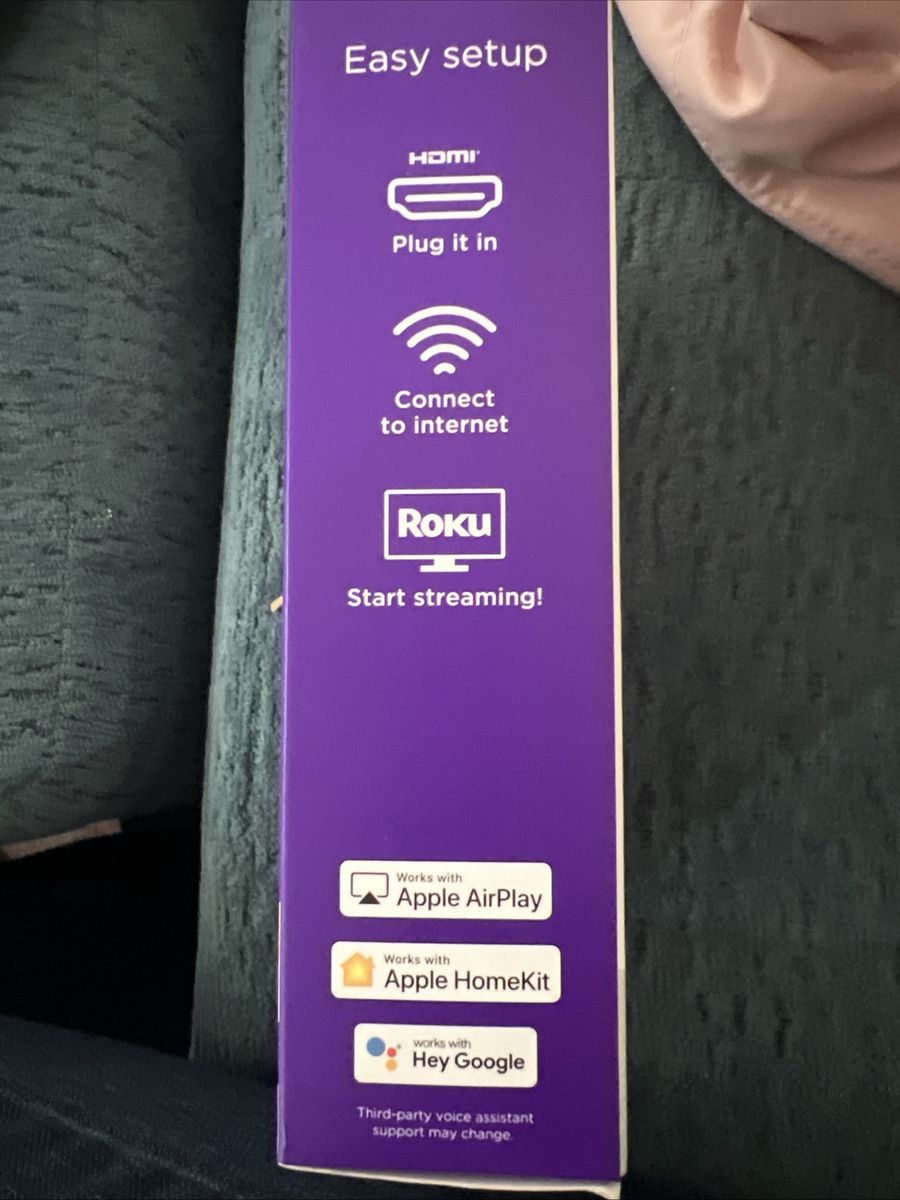 Easy setup
HDMI
Plug it in
Connect
to internet
Roku
Start streaming!
Works with
Apple AirPlay
Works with
Apple HomeKit
works with
Hey Google
Third-party voice assistant
support may change.